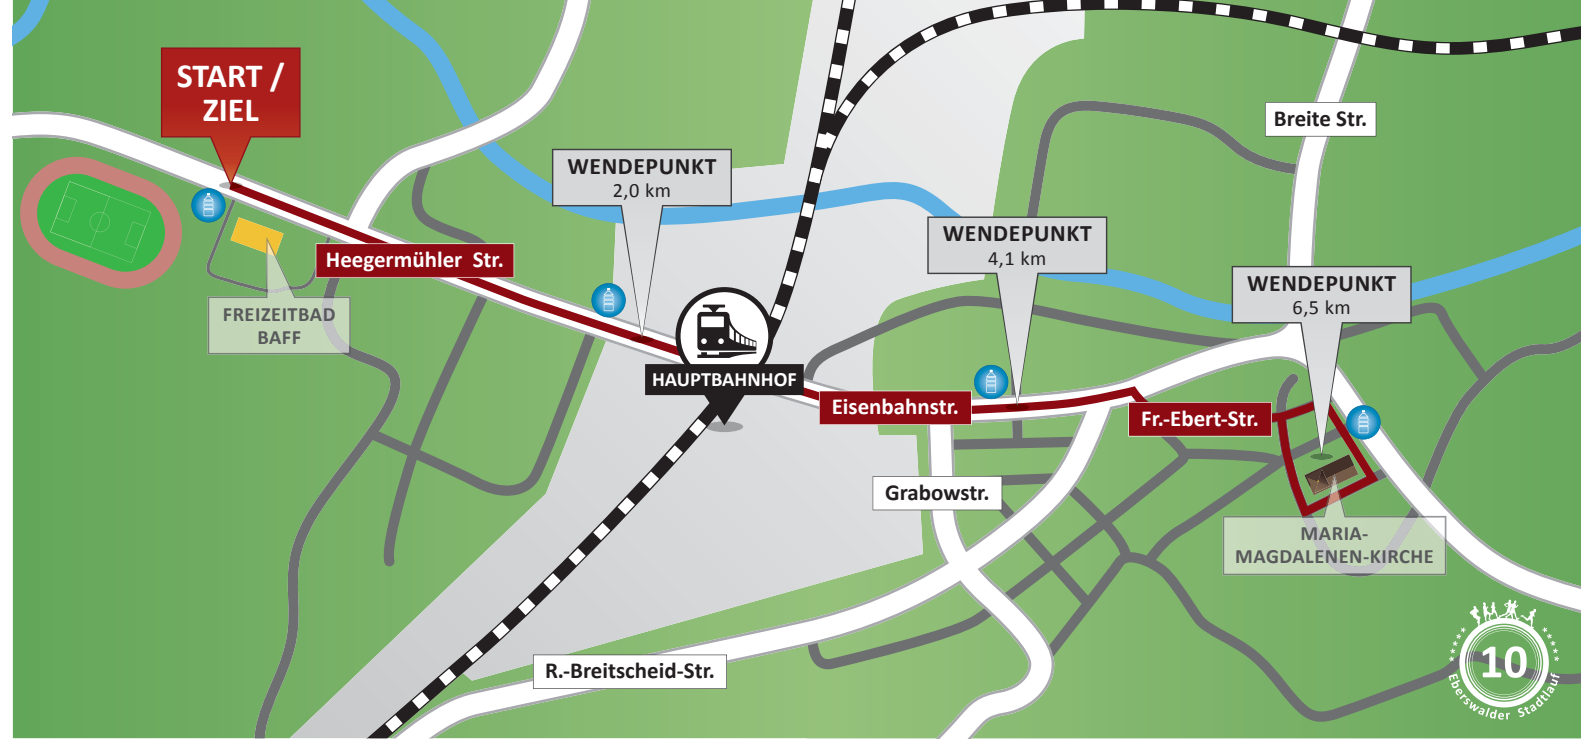 START /
ZIEL
Breite Str.
WENDEPUNKT
2,0 km
WENDEPUNKT
4,1 km
Heegermühler Str.
WENDEPUNKT
6,5 km
FREIZEITBAD
BAFF
HAUPTBAHNHOF
Eisenbahnstr.
Fr.-Ebert-Str.
Grabowstr.
MARIA-
MAGDALENEN-KIRCHE
R.-Breitscheid-Str.
10
Eberswalder Stadtlauf